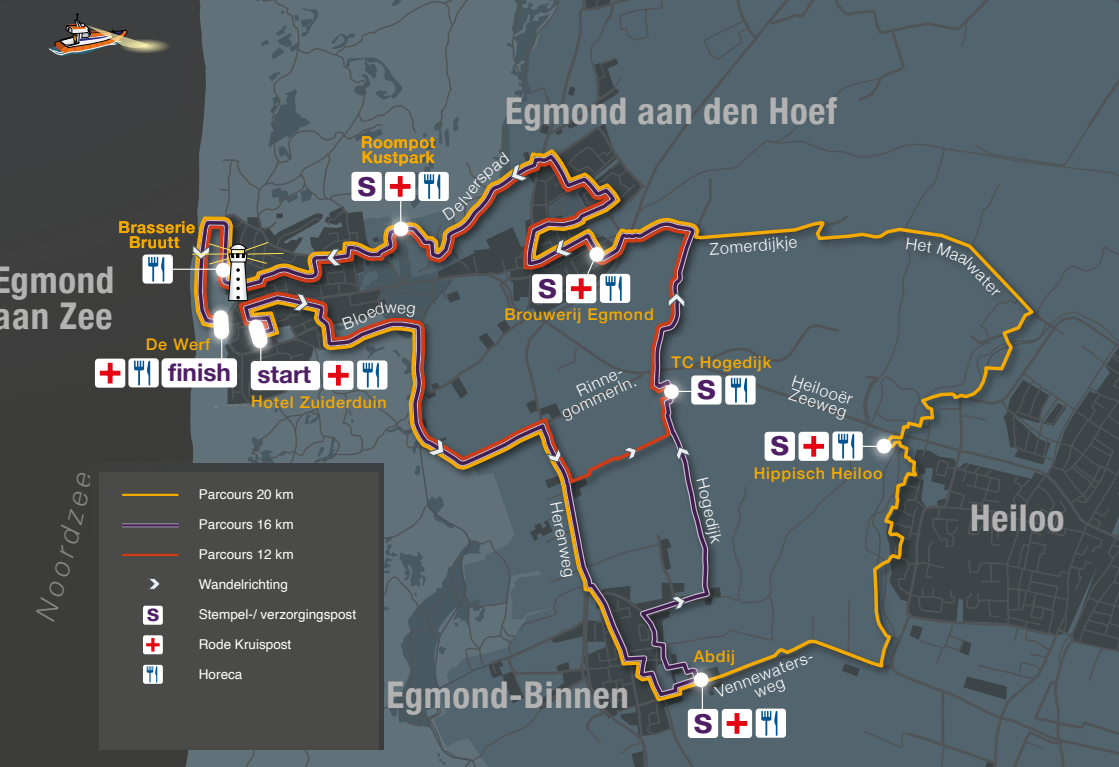 Egmond aan den Hoef
Roompot
Kustpark
S
Delverspad
Brasserie
Bruutt
Egmond
aan Zee
Zomerdijkje
Het Maalwater
S
Brouwerij Egmond
Bloedweg
De Werf
finish
start
Hotel Zuiderduin
TC Hogedijk
S
Rinne-
gommerln.
Heilooër
Zeeweg
S
Hippisch Heiloo
Heiloo
Noordzee
Parcours 20 km
Parcours 16 km
Parcours 12 km
Wandelrichting
S Stempel-/ verzorgingspost
Rode Kruispost
Horeca
Herenweg
Hogedijk
Abdij
Vennewaters-
weg
Egmond-Binnen
S